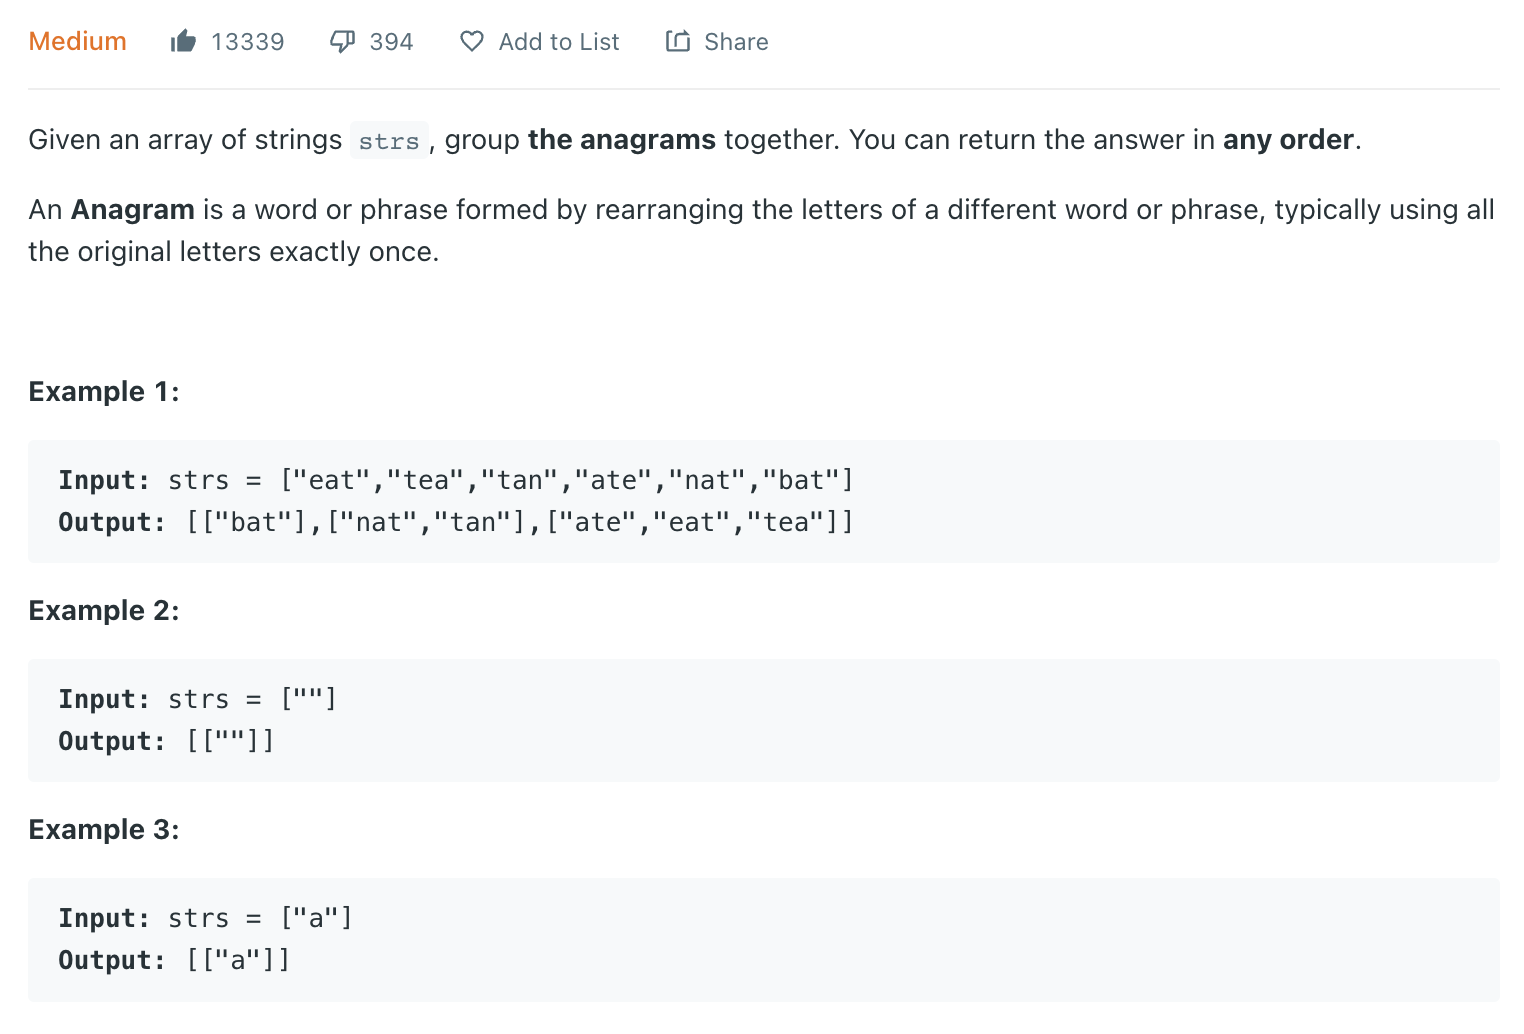 Medium 13339 394 Add to List Share
Given an array of strings strs, group the anagrams together. You can return the answer in any order.
An Anagram is a word or phrase formed by rearranging the letters of a different word or phrase, typically using all
the original letters exactly once.
Example 1:
Input: strs = ["eat","tea","tan","ate","nat","bat"]
Output: [["bat"],["nat","tan"],["ate","eat","tea"]]
Example 2:
Input: strs = [""]
Output: [[""]]
Example 3:
Input: strs = ["a"]
Output: [["a"]]